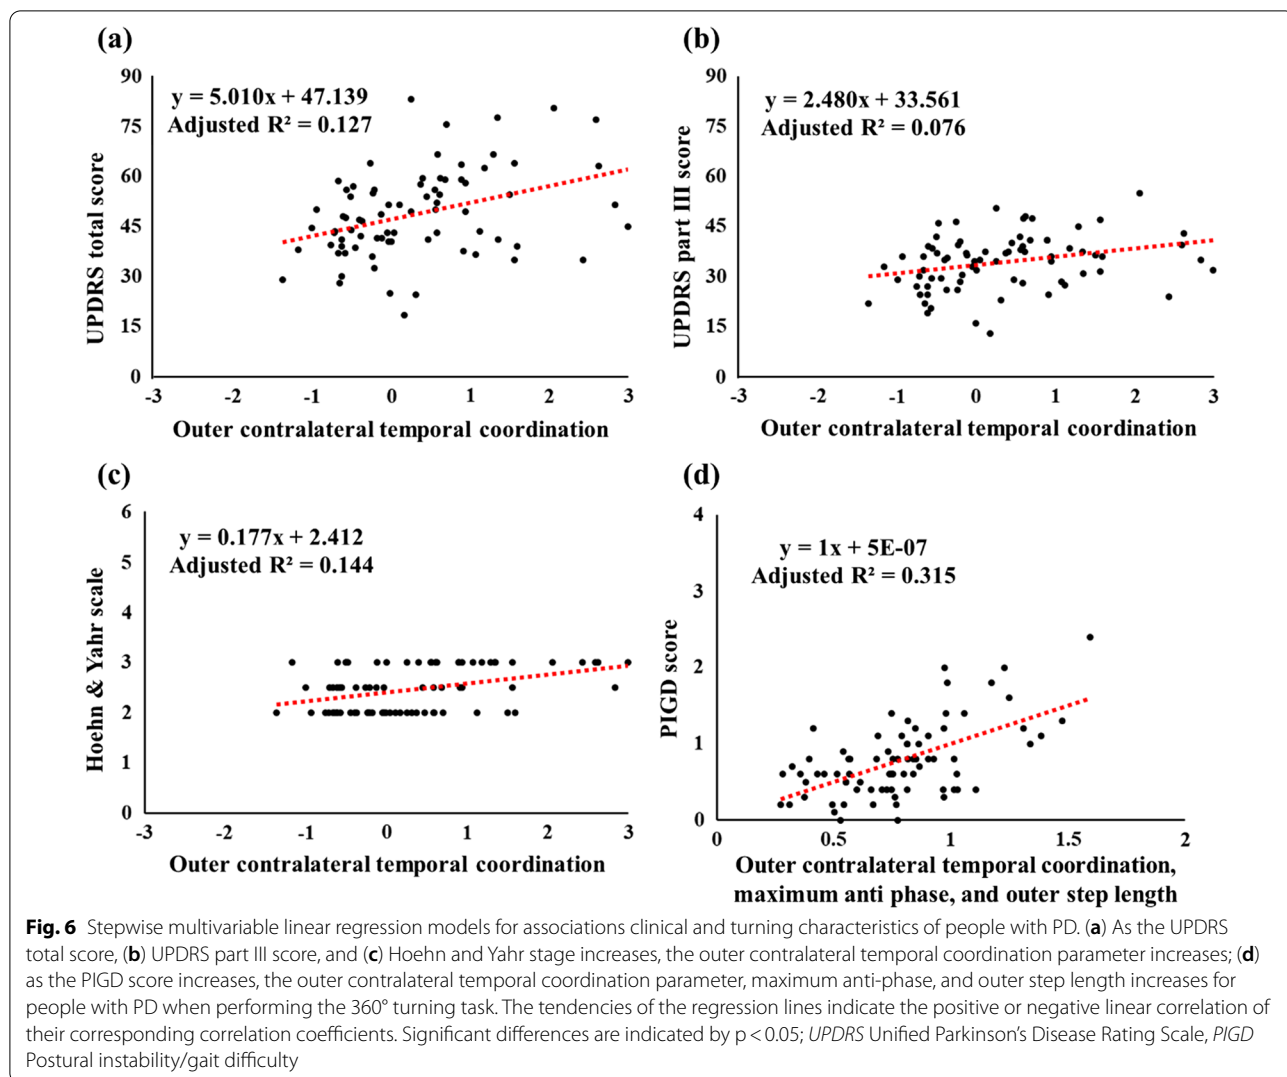 (a)
y = 5.010x + 47.139
Adjusted R² = 0.127
UPDRS total score
90
75
60
45
30
15
0
-3 -2 -1 0 1 2 3
Outer contralateral temporal coordination
(b)
y = 2.480x + 33.561
Adjusted R² = 0.076
UPDRS part III score
90
75
60
45
30
15
0
-3 -2 -1 0 1 2 3
Outer contralateral temporal coordination
(c)
y = 0.177x + 2.412
Adjusted R² = 0.144
Hoehn & Yahr scale
6
5
4
3
2
1
0
-3 -2 -1 0 1 2 3
Outer contralateral temporal coordination
(d)
y = 1x + 5E-07
Adjusted R² = 0.315
PIGD score
4
3
2
1
0
0 0.5 1 1.5 2
Outer contralateral temporal coordination,
maximum anti phase, and outer step length
Fig. 6 Stepwise multivariable linear regression models for associations clinical and turning characteristics of people with PD. (a) As the UPDRS
total score, (b) UPDRS part III score, and (c) Hoehn and Yahr stage increases, the outer contralateral temporal coordination parameter increases; (d)
as the PIGD score increases, the outer contralateral temporal coordination parameter, maximum anti-phase, and outer step length increases for
people with PD when performing the 360° turning task. The tendencies of the regression lines indicate the positive or negative linear correlation of
their corresponding correlation coefficients. Significant differences are indicated by p < 0.05; UPDRS Unified Parkinson's Disease Rating Scale, PIGD
Postural instability/gait difficulty